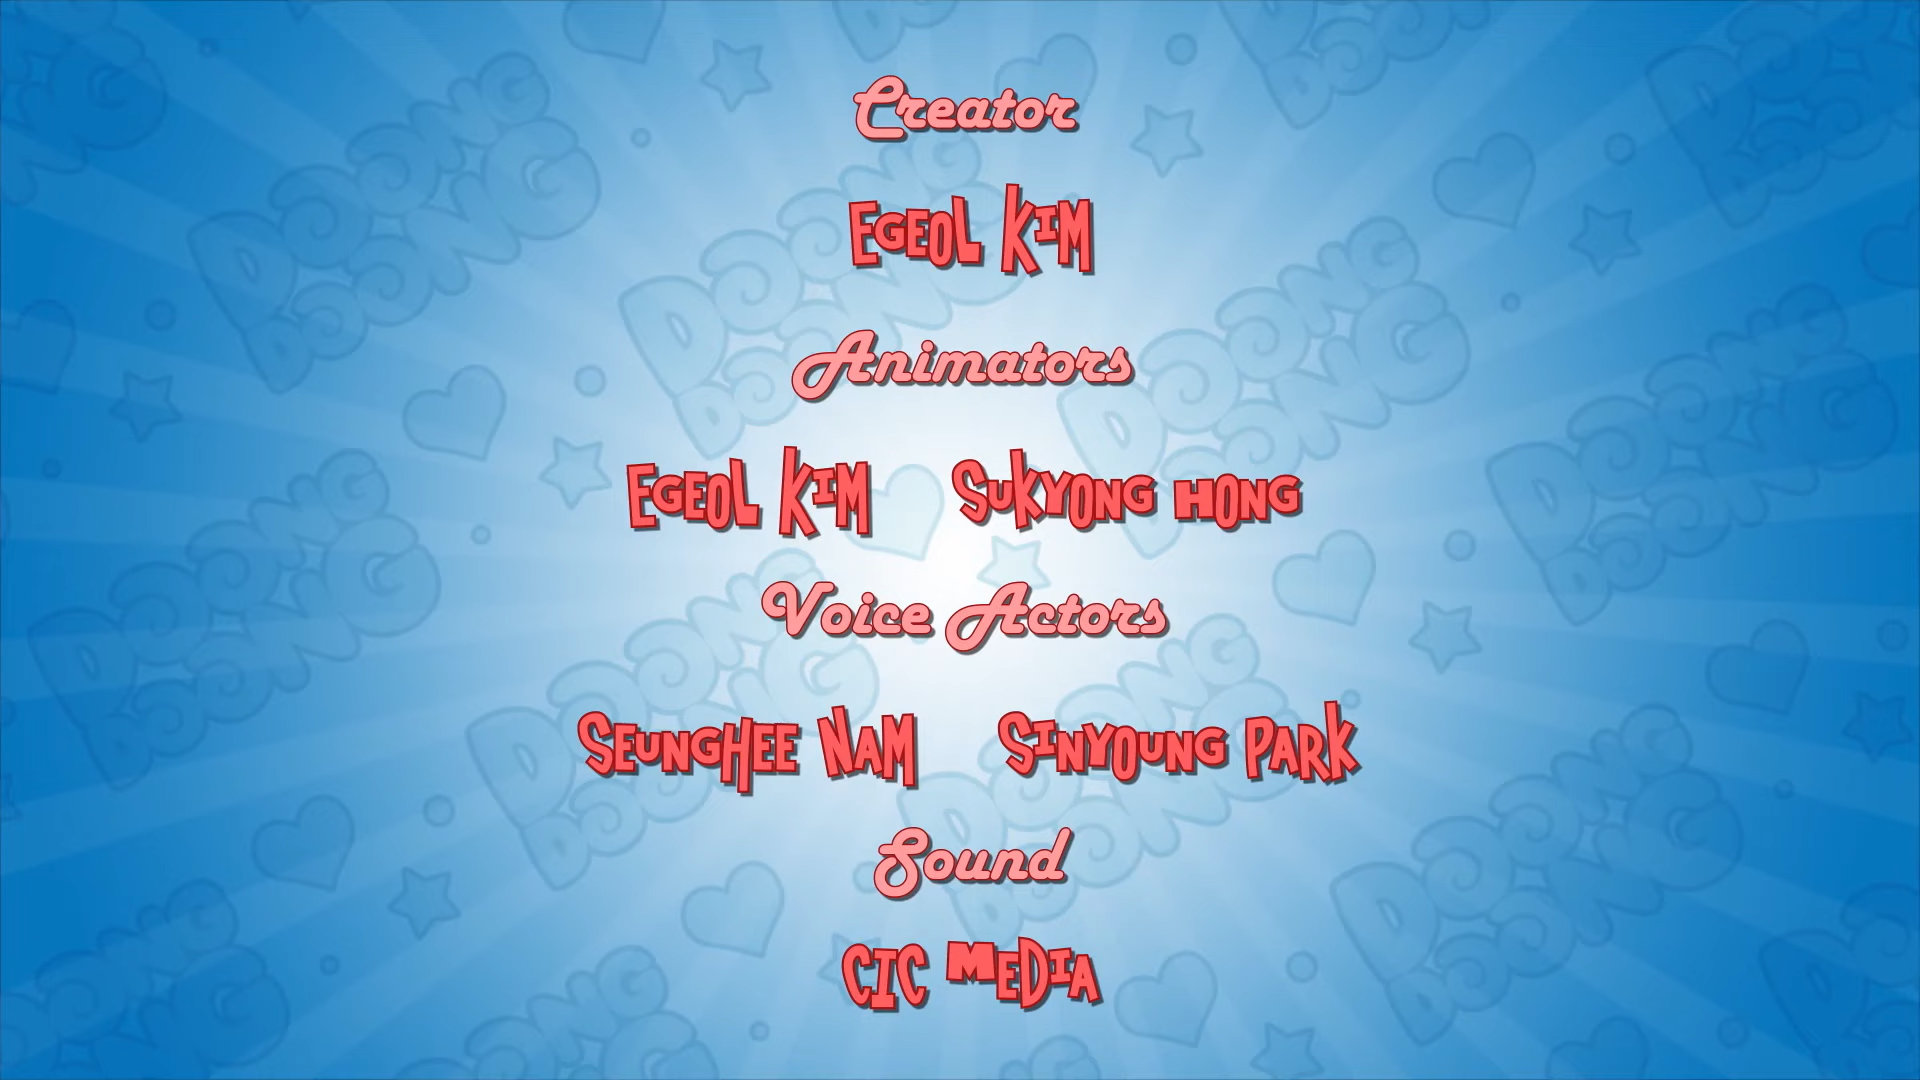 Creator
EGEOL KIM
Animators
EGEOL KIM SUKYONG HONG
Voice Actors
SEUNGHEE NAM SINYOUNG PARK
Sound
CIC MEDIA